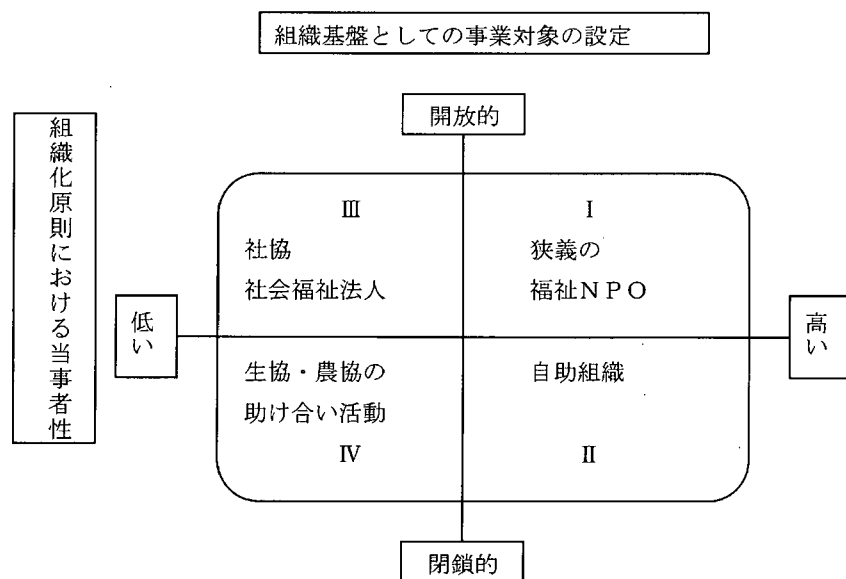 組織基盤としての事業対象の設定
開放的
組織化原則における当事者性
Ⅲ
社協
社会福祉法人
Ⅰ
狭義の
福祉ＮＰＯ
低い
高い
生協・農協の
助け合い活動
Ⅳ
自助組織
Ⅱ
閉鎖的